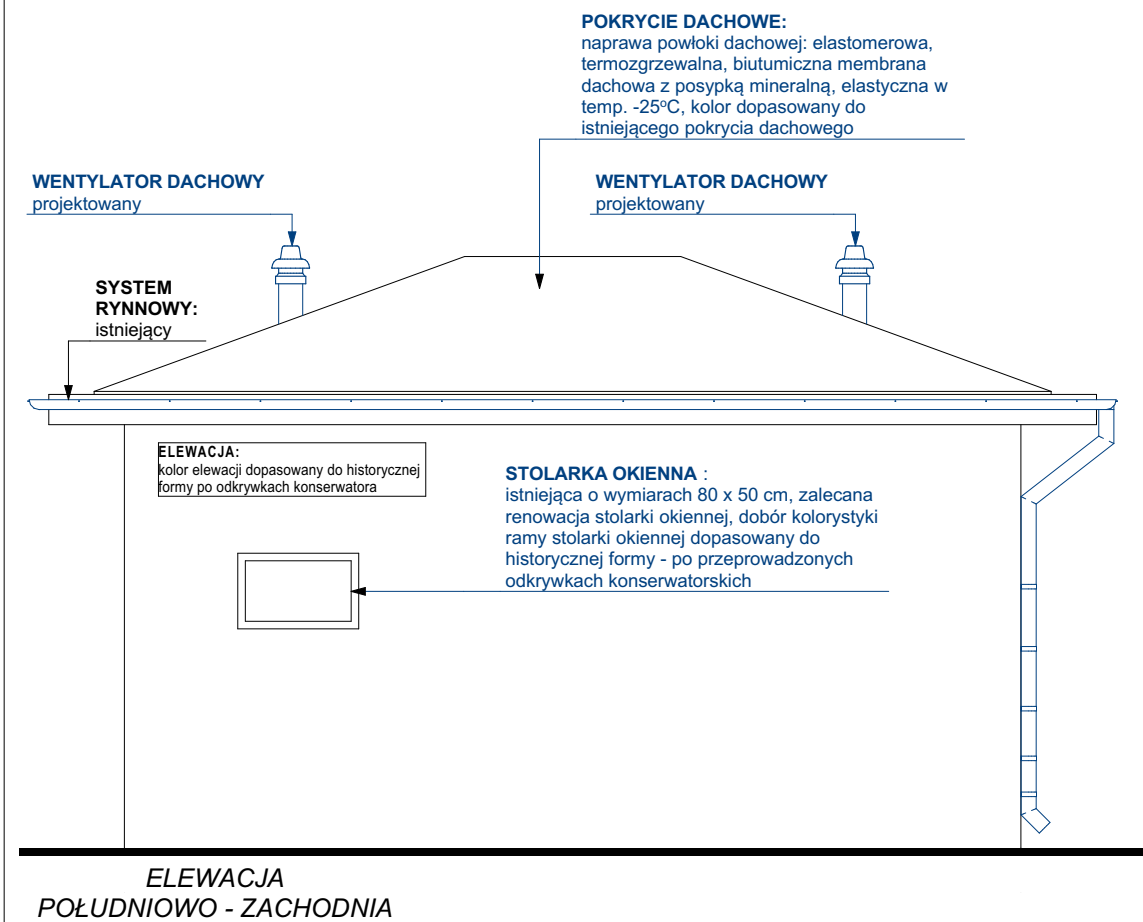 POKRYCIE DACHOWE:
naprawa powłoki dachowej: elastomerowa,
termozgrzewalna, biutumiczna membrana
dachowa z posypką mineralną, elastyczna w
temp. -25°C, kolor dopasowany do
istniejącego pokrycia dachowego
WENTYLATOR DACHOWY
projektowany
WENTYLATOR DACHOWY
projektowany
SYSTEM
RYNNOWY:
istniejący
ELEWACJA:
kolor elewacji dopasowany do historycznej
formy po odkrywkach konserwatora
STOLARKA OKIENNA :
istniejąca o wymiarach 80 x 50 cm, zalecana
renowacja stolarki okiennej, dobór kolorystyki
ramy stolarki okiennej dopasowany do
historycznej formy - po przeprowadzonych
odkrywkach konserwatorskich
ELEWACJA
POŁUDNIOWO - ZACHODNIA